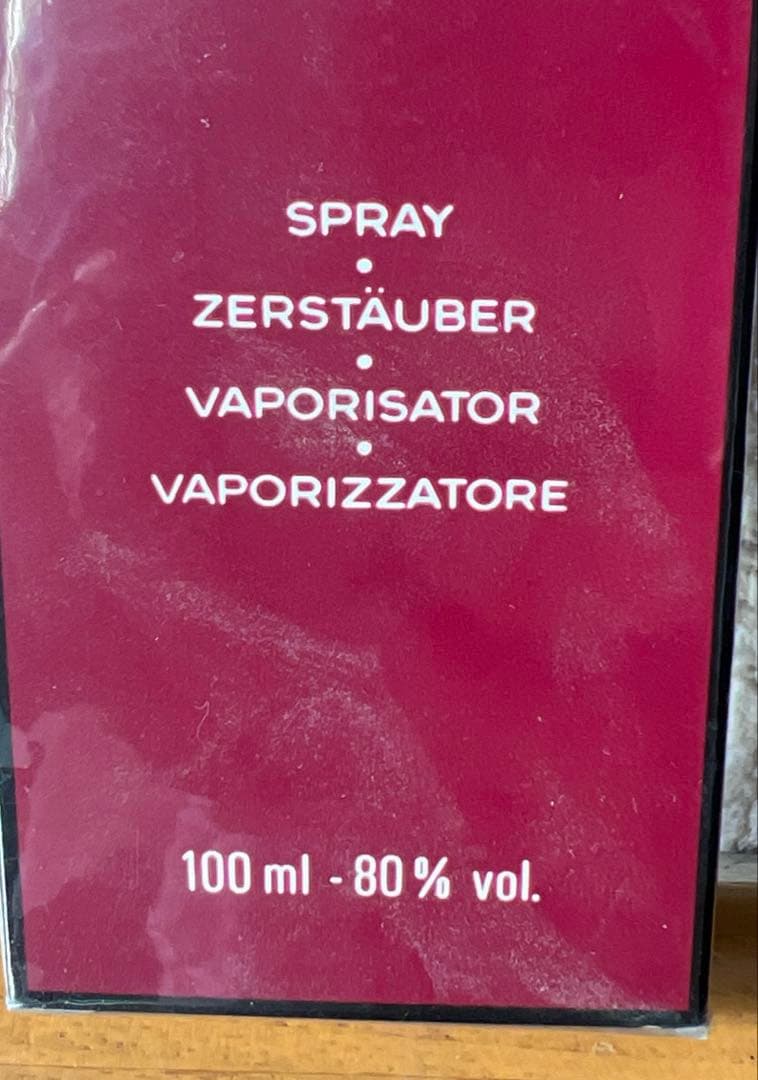 SPRAY
•
ZERSTÄUBER
•
VAPORISATOR
•
VAPORIZZATORE
100 ml - 80% vol.